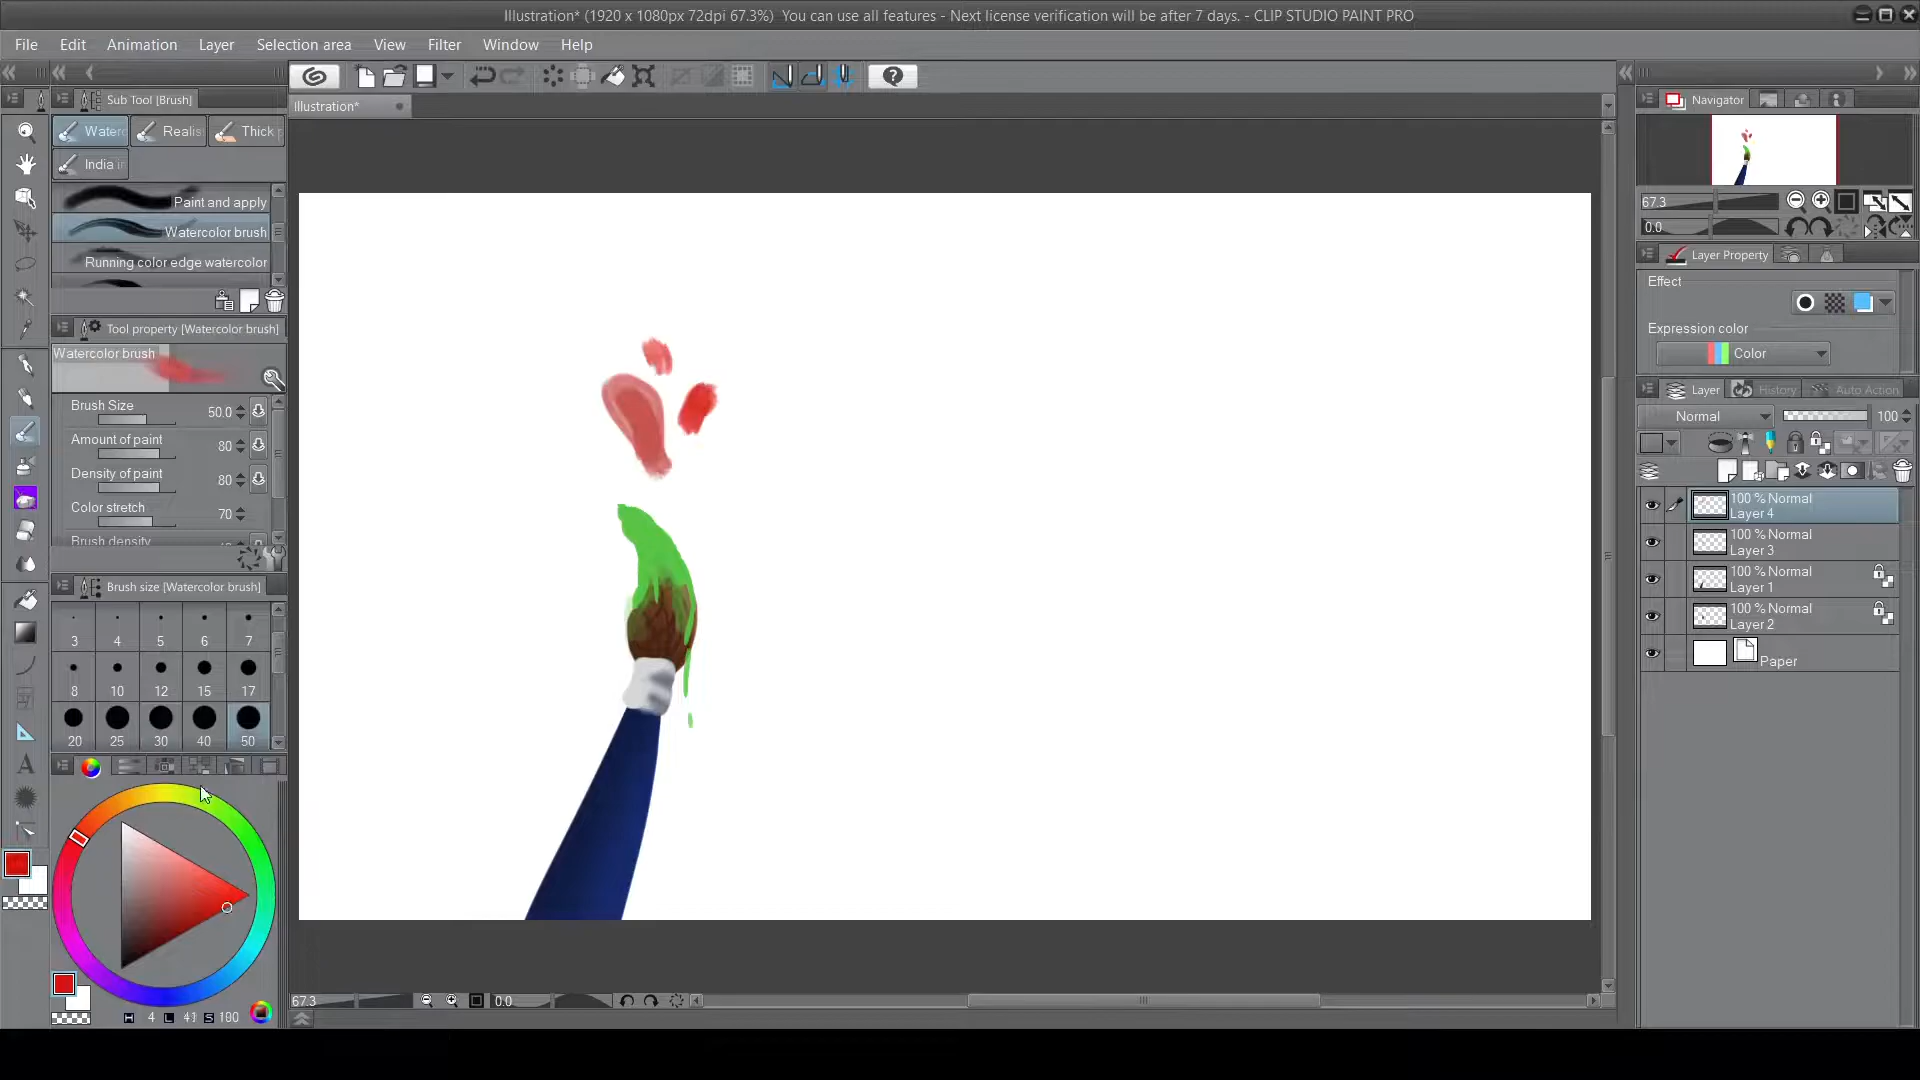 Illustration* (1920 x 1080px 72dpi 67.3%)  You can use all features - Next license verification will be after 7 days. - CLIP STUDIO PAINT PRO
File Edit Animation Layer Selection area View Filter Window Help
Sub Tool [Brush]
Waterc Realis Thick
India in
Paint and apply
Watercolor brush
Running color edge watercolor
Tool property [Watercolor brush]
Watercolor brush
Brush Size 50.0
Amount of paint 80
Density of paint 80
Color stretch 70
Brush density
Brush size [Watercolor brush]
3 4 5 6 7
8 10 12 15 17
20 25 30 40 50
H 4 L 41 S 100
Illustration*
67.3 0.0
Navigator
67.3
0.0
Layer Property
Effect
Expression color
Color
Layer History Auto Action
Normal 100
100 % Normal
Layer 4
100 % Normal
Layer 3
100 % Normal
Layer 1
100 % Normal
Layer 2
Paper